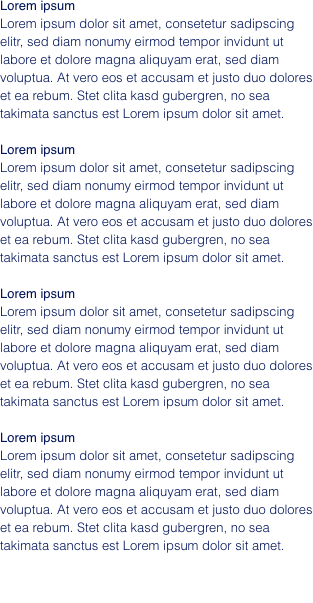 Lorem ipsum
Lorem ipsum dolor sit amet, consetetur sadipscing
elitr, sed diam nonumy eirmod tempor invidunt ut
labore et dolore magna aliquyam erat, sed diam
voluptua. At vero eos et accusam et justo duo dolores
et ea rebum. Stet clita kasd gubergren, no sea
takimata sanctus est Lorem ipsum dolor sit amet.
Lorem ipsum
Lorem ipsum dolor sit amet, consetetur sadipscing
elitr, sed diam nonumy eirmod tempor invidunt ut
labore et dolore magna aliquyam erat, sed diam
voluptua. At vero eos et accusam et justo duo dolores
et ea rebum. Stet clita kasd gubergren, no sea
takimata sanctus est Lorem ipsum dolor sit amet.
Lorem ipsum
Lorem ipsum dolor sit amet, consetetur sadipscing
elitr, sed diam nonumy eirmod tempor invidunt ut
labore et dolore magna aliquyam erat, sed diam
voluptua. At vero eos et accusam et justo duo dolores
et ea rebum. Stet clita kasd gubergren, no sea
takimata sanctus est Lorem ipsum dolor sit amet.
Lorem ipsum
Lorem ipsum dolor sit amet, consetetur sadipscing
elitr, sed diam nonumy eirmod tempor invidunt ut
labore et dolore magna aliquyam erat, sed diam
voluptua. At vero eos et accusam et justo duo dolores
et ea rebum. Stet clita kasd gubergren, no sea
takimata sanctus est Lorem ipsum dolor sit amet.